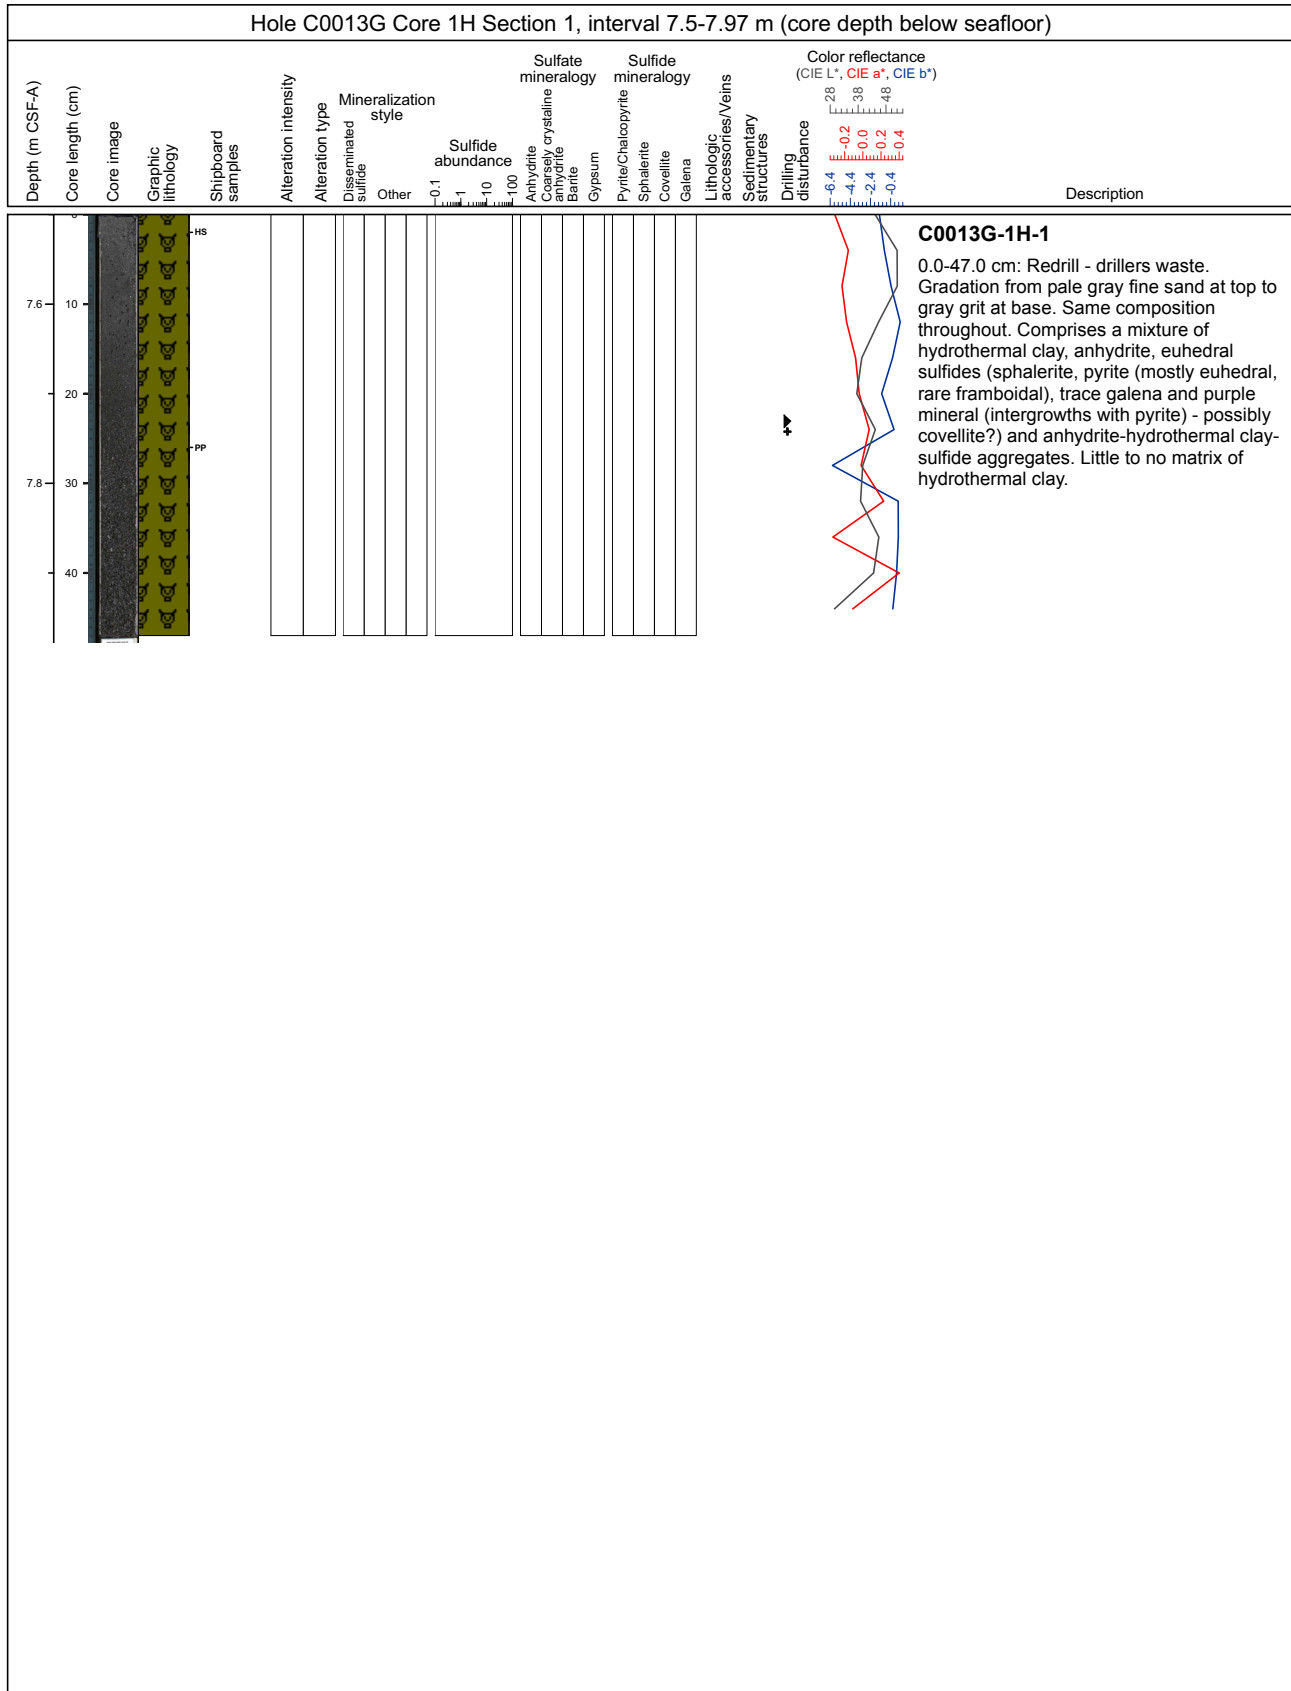 Hole C0013G Core 1H Section 1, interval 7.5-7.97 m (core depth below seafloor)
Depth (m CSF-A)
Core length (cm)
Core image
Graphic
lithology
Shipboard
samples
Alteration intensity
Alteration type
Mineralization
style
Disseminated
sulfide
Other
Sulfide
abundance
0.1
1
10
100
Sulfate
mineralogy
Anhydrite
Coarsely crystaline
anhydrite
Barite
Gypsum
Sulfide
mineralogy
Pyrite/Chalcopyrite
Sphalerite
Covellite
Galena
Lithologic
accessories/Veins
Sedimentary
structures
Drilling
disturbance
Color reflectance
(CIE L*, CIE a*, CIE b*)
28
38
48
-0.2
0.0
0.2
0.4
-6.4
-4.4
-2.4
-0.4
Description
0
HS
7.6
10
20
PP
7.8
30
40
C0013G-1H-1
0.0-47.0 cm: Redrill - drillers waste.
Gradation from pale gray fine sand at top to
gray grit at base. Same composition
throughout. Comprises a mixture of
hydrothermal clay, anhydrite, euhedral
sulfides (sphalerite, pyrite (mostly euhedral,
rare framboidal), trace galena and purple
mineral (intergrowths with pyrite) - possibly
covellite?) and anhydrite-hydrothermal clay-
sulfide aggregates. Little to no matrix of
hydrothermal clay.